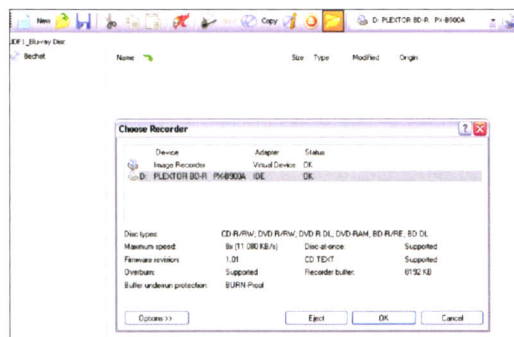 New Copy D: PLEXTOR BD-R PX-B900A
UDF1_Blu-ray Disc
Bechet
Name Size Type Modified Origin
Choose Recorder
Device Adapter Status
Image Recorder Virtual Device OK
D: PLEXTOR BD-R PX-B900A IDE OK
Disc types: CD-R/RW; DVD R/RW; DVD R DL; DVD-RAM, BD-R/RE, BD DL
Maximum speed: 8x (11 080 KB/s) Disc-at-once: Supported
Firmware revision: 1.01 CD TEXT Supported
Overburn: Supported Recorder buffer: 8192 KB
Buffer underrun protection: BURN-Proof
Options >> Eject OK Cancel